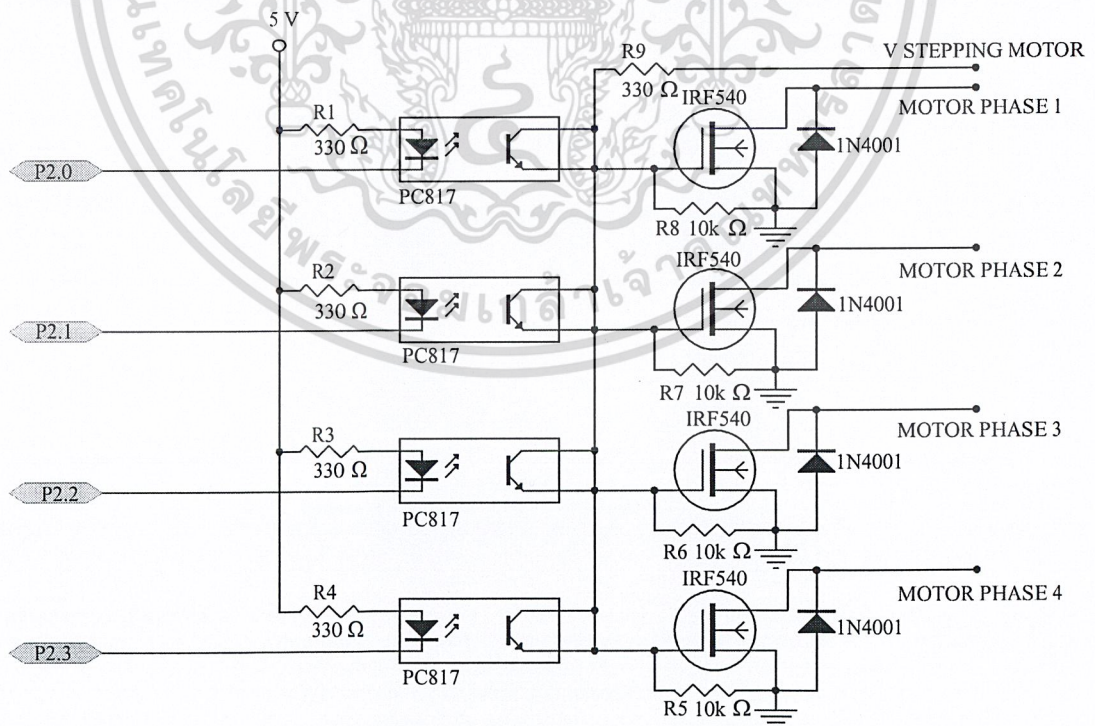 5 V
R9
330 Ω
V STEPPING MOTOR
IRF540
MOTOR PHASE 1
R1
330 Ω
1N4001
P2.0
PC817
R8 10k Ω
IRF540
MOTOR PHASE 2
R2
330 Ω
1N4001
P2.1
PC817
R7 10k Ω
IRF540
MOTOR PHASE 3
R3
330 Ω
1N4001
P2.2
PC817
R6 10k Ω
IRF540
MOTOR PHASE 4
R4
330 Ω
1N4001
P2.3
PC817
R5 10k Ω